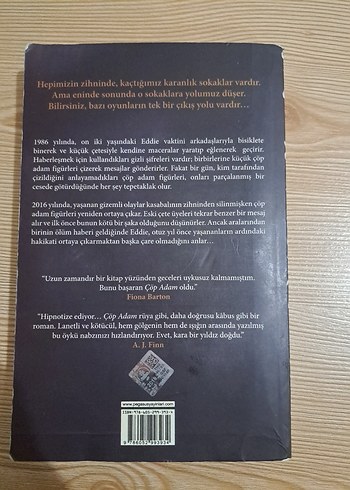 Hepimizin zihninde, kaçtığımız karanlık sokaklar vardır.
Ama eninde sonunda o sokaklara yolumuz düşer.
Bilirsiniz, bazı oyunların tek bir çıkış yolu vardır…
1986 yılında, on iki yaşındaki Eddie vaktini arkadaşlarıyla bisiklete
binerek ve küçük çetesiyle kendine maceralar yaratıp eğlenerek geçirir.
Haberleşmek için kullandıkları gizli şifreleri vardır; birbirlerine küçük çöp
adam figürleri çizerek mesajlar gönderirler. Fakat bir gün, kim tarafından
çizildiğini anlayamadıkları çöp adam figürleri, onları parçalanmış bir
cesede götürdüğünde her şey tepetaklak olur.
2016 yılında, yaşanan gizemli olaylar kasabalının zihninden silinmişken çöp
adam figürleri yeniden ortaya çıkar. Eski çete üyeleri tekrar benzer bir mesaj
alır ve ilk önce bunun kötü bir şaka olduğunu düşünürler. Ancak aralarından
birinin ölüm haberi geldiğinde Eddie, otuz yıl önce yaşananların ardındaki
hakikati ortaya çıkarmaktan başka çare olmadığını anlar…
"Uzun zamandır bir kitap yüzünden geceleri uykusuz kalmamıştım.
Bunu başaran Çöp Adam oldu."
Fiona Barton
"Hipnotize ediyor… Çöp Adam rüya gibi, daha doğrusu kâbus gibi bir
roman. Lanetli ve kötücül, hem gölgenin hem de ışığın arasında yazılmış
bu öykü nabzınızı hızlandırıyor. Evet, kara bir yıldız doğdu."
A. J. Finn
www.pegasusyayinlari.com